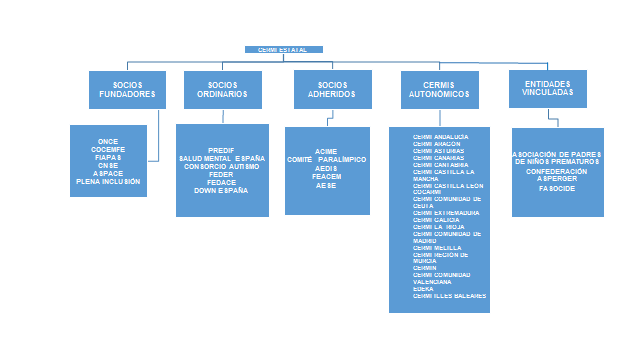 CERMI ESTATAL
SOCIOS
FUNDADORES
SOCIOS
ORDINARIOS
SOCIOS
ADHERIDOS
CERMIS
AUTONÓMICOS
ENTIDADES
VINCULADAS
ONCE
COCEMFE
FIAPAS
CNSE
ASPACE
PLENA INCLUSIÓN
PREDIF
SALUD MENTAL ESPAÑA
CONSORCIO AUTISMO
FEDER
FEDACE
DOWN ESPAÑA
ACIME
COMITÉ PARALÍMPICO
AEDIS
FEACEM
AESE
CERMI ANDALUCÍA
CERMI ARAGÓN
CERMI ASTURIAS
CERMI CANARIAS
CERMI CANTABRIA
CERMI CASTILLA LA
MANCHA
CERMI CASTILLA LEÓN
COCARMI
CERMI COMUNIDAD DE
CEUTA
CERMI EXTREMADURA
CERMI GALICIA
CERMI LA RIOJA
CERMI COMUNIDAD DE
MADRID
CERMI MELILLA
CERMI REGIÓN DE
MURCIA
CERMIN
CERMI COMUNIDAD
VALENCIANA
EDEKA
CERMI ILLES BALEARES
ASOCIACIÓN DE PADRES
DE NIÑOS PREMATUROS
CONFEDERACIÓN
ASPERGER
FASOCIDE